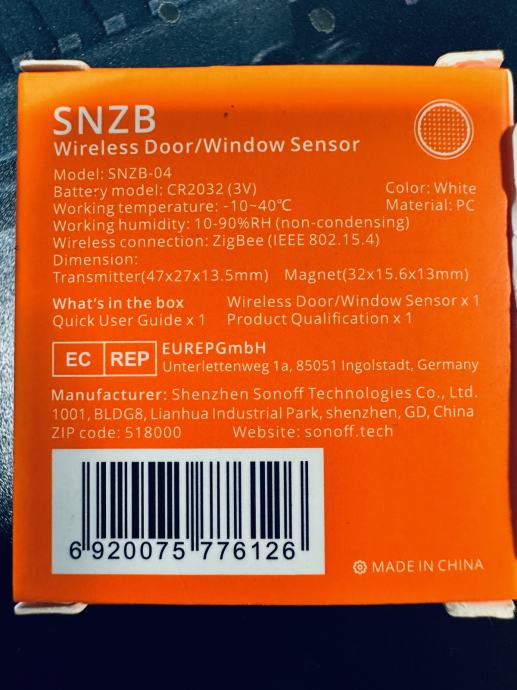 SNZB
Wireless Door/Window Sensor
Model: SNZB-04
Battery model: CR2032 (3V) Color: White
Working temperature: -10~40℃ Material: PC
Working humidity: 10-90%RH (non-condensing)
Wireless connection: ZigBee (IEEE 802.15.4)
Dimension:
Transmitter(47x27x13.5mm) Magnet(32x15.6x13mm)
What's in the box Wireless Door/Window Sensor x 1
Quick User Guide x 1 Product Qualification x 1
EC REP EUREPGmbH
Unterlettenweg 1a, 85051 Ingolstadt, Germany
Manufacturer: Shenzhen Sonoff Technologies Co., Ltd.
1001, BLDG8, Lianhua Industrial Park, shenzhen, GD, China
ZIP code: 518000 Website: sonoff.tech
6 920075 776126
MADE IN CHINA